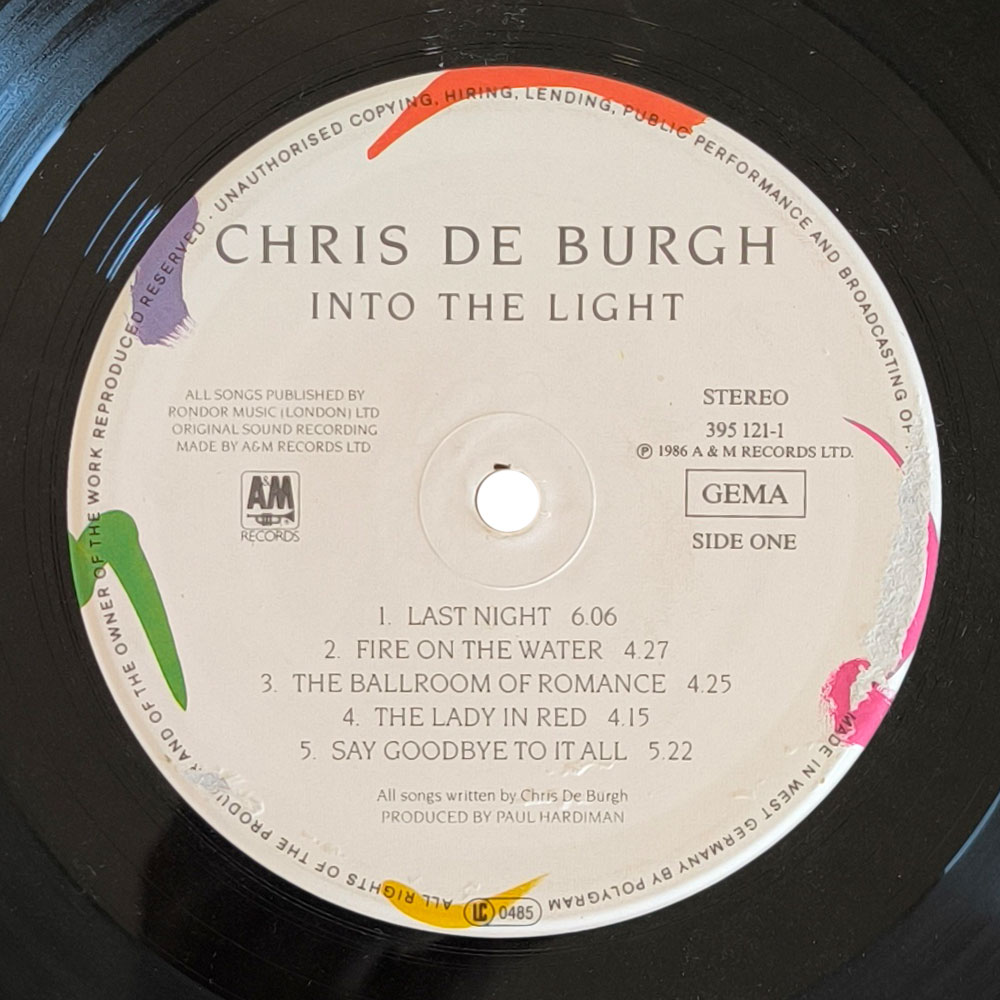 UNAUTHORISED COPYING, HIRING, LENDING, PUBLIC PERFORMANCE AND BROADCASTING OF
MADE IN WEST GERMANY BY POLYGRAM
LC 0485
ALL RIGHTS OF THE AND OF THE OWNER OF THE WORK REPRODUCED RESERVED ·
CHRIS DE BURGH
INTO THE LIGHT
ALL SONGS PUBLISHED BY
RONDOR MUSIC (LONDON) LTD
ORIGINAL SOUND RECORDING
MADE BY A&M RECORDS LTD
A&M
RECORDS
STEREO
395 121-1
℗ 1986 A & M RECORDS LTD.
GEMA
SIDE ONE
1. LAST NIGHT 6.06
2. FIRE ON THE WATER 4.27
3. THE BALLROOM OF ROMANCE 4.25
4. THE LADY IN RED 4.15
5. SAY GOODBYE TO IT ALL 5.22
All songs written by Chris De Burgh
PRODUCED BY PAUL HARDIMAN